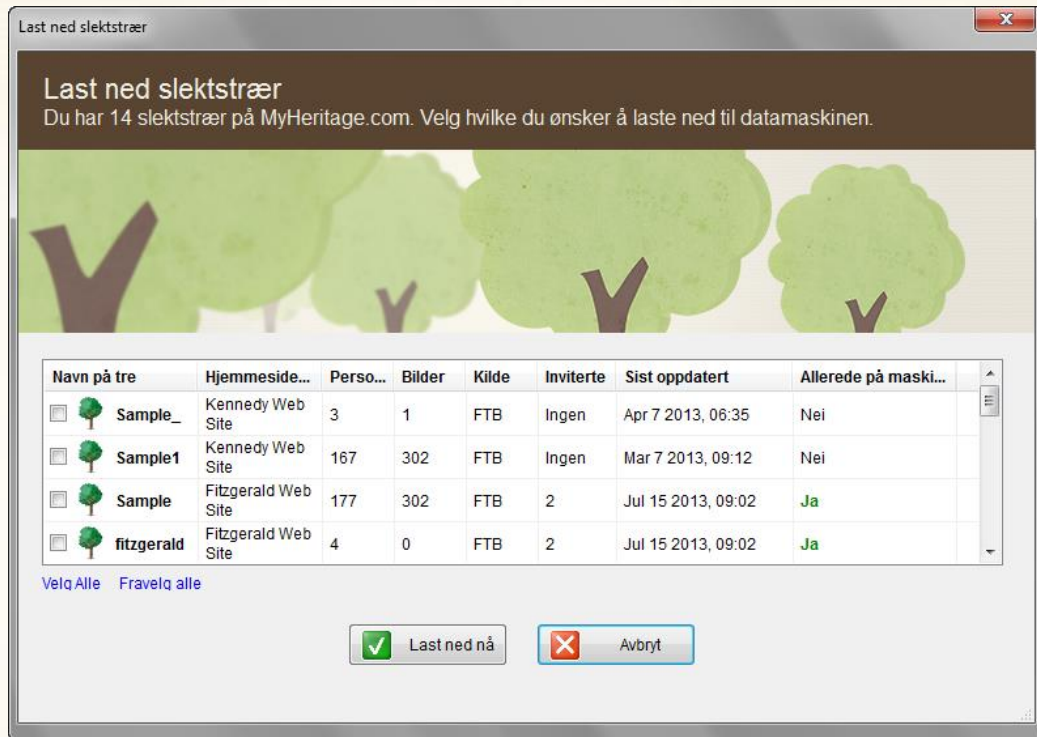 Last ned slektstrær
Last ned slektstrær
Du har 14 slektstrær på MyHeritage.com. Velg hvilke du ønsker å laste ned til datamaskinen.
Navn på tre Hjemmeside... Perso... Bilder Kilde Inviterte Sist oppdatert Allerede på maski...
Sample_ Kennedy Web Site 3 1 FTB Ingen Apr 7 2013, 06:35 Nei
Sample1 Kennedy Web Site 167 302 FTB Ingen Mar 7 2013, 09:12 Nei
Sample Fitzgerald Web Site 177 302 FTB 2 Jul 15 2013, 09:02 Ja
fitzgerald Fitzgerald Web Site 4 0 FTB 2 Jul 15 2013, 09:02 Ja
Velg Alle Fravelg alle
Last ned nå Avbryt